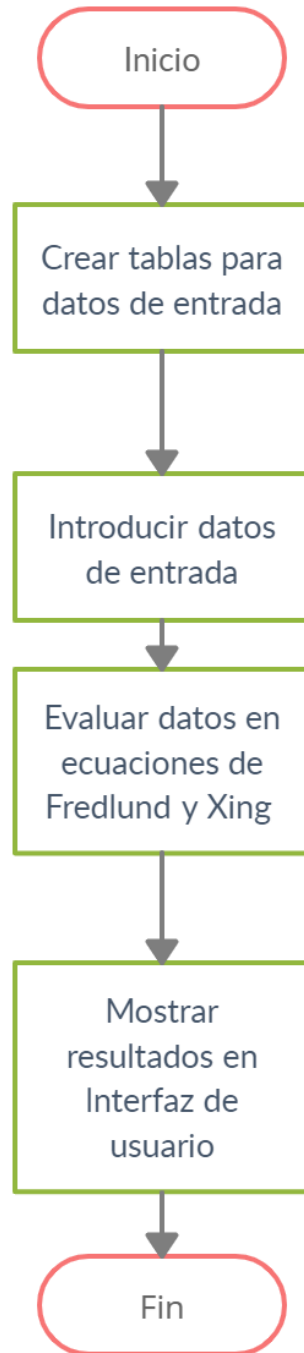 Inicio
Crear tablas para
datos de entrada
Introducir datos
de entrada
Evaluar datos en
ecuaciones de
Fredlund y Xing
Mostrar
resultados en
Interfaz de
usuario
Fin